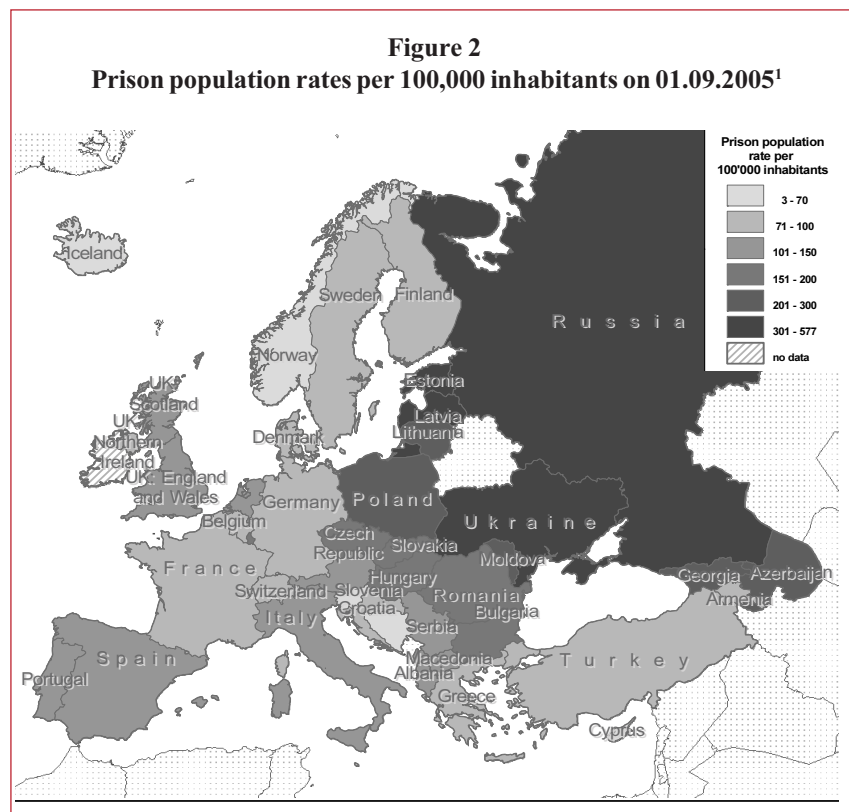 Figure 2
Prison population rates per 100,000 inhabitants on 01.09.2005¹
Prison population
rate per
100'000 inhabitants
3 - 70
71 - 100
101 - 150
151 - 200
201 - 300
301 - 577
no data
Iceland
Sweden
Finland
Russia
Norway
Estonia
UK:
Scotland
Latvia
Lithuania
UK:
Northern
Ireland
Denmark
UK: England
and Wales
Germany
Poland
Belgium
Ukraine
Czech
Republic
Slovakia
Moldova
France
Hungary
Georgia
Azerbaijan
Switzerland
Slovenia
Romania
Armenia
Croatia
Italy
Serbia
Bulgaria
Spain
Portugal
Macedonia
Albania
Turkey
Greece
Cyprus